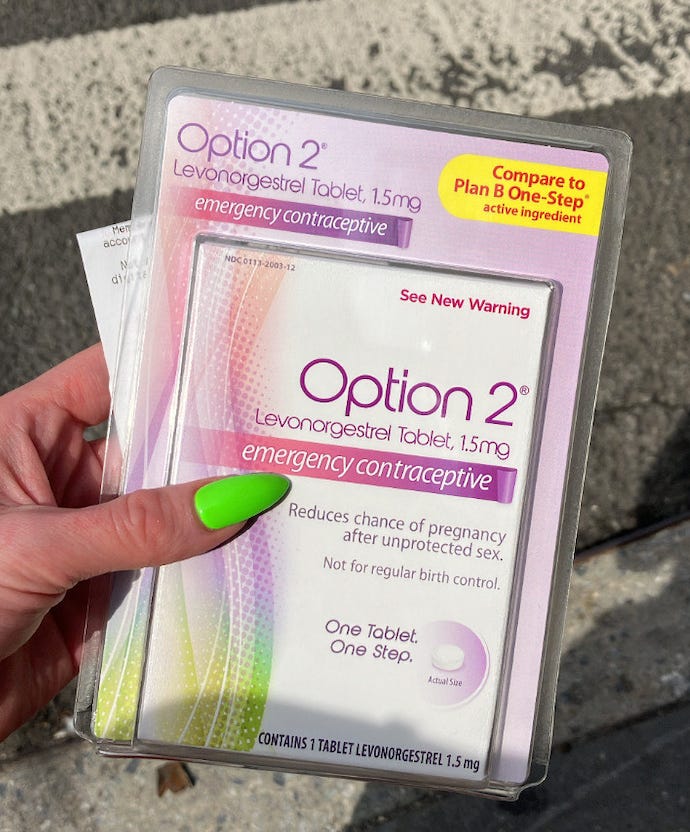 Option 2®
Levonorgestrel Tablet, 1.5mg
emergency contraceptive
Compare to
Plan B One-Step®
active ingredient
NDC 0113-2003-12
See New Warning
Option 2®
Levonorgestrel Tablet, 1.5mg
emergency contraceptive
Reduces chance of pregnancy
after unprotected sex.
Not for regular birth control.
One Tablet.
One Step.
Actual Size
CONTAINS 1 TABLET LEVONORGESTREL 1.5 mg